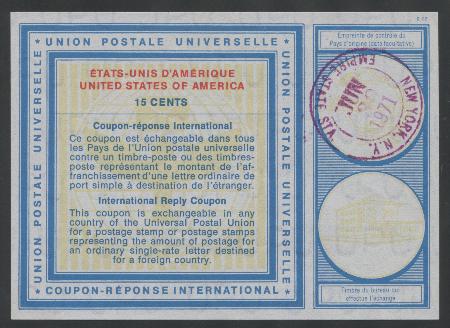 UNION POSTALE UNIVERSELLE
UNION POSTALE UNIVERSELLE
UNION POSTALE UNIVERSELLE
COUPON-RÉPONSE INTERNATIONAL
ÉTATS-UNIS D'AMÉRIQUE
UNITED STATES OF AMERICA
15 CENTS
Coupon-réponse International
Ce coupon est échangeable dans tous
les Pays de l'Union postale universelle
contre un timbre-poste ou des timbres-
poste représentant le montant de l'af-
franchissement d'une lettre ordinaire de
port simple à destination de l'étranger.
International Reply Coupon
This coupon is exchangeable in any
country of the Universal Postal Union
for a postage stamp or postage stamps
representing the amount of postage for
an ordinary single-rate letter destined
for a foreign country.
Empreinte de contrôle du
Pays d'origine (date facultative)
NEW YORK, N.Y.
EMPIRE STATE STA
1971
Timbre du bureau qui
effectue l'échange